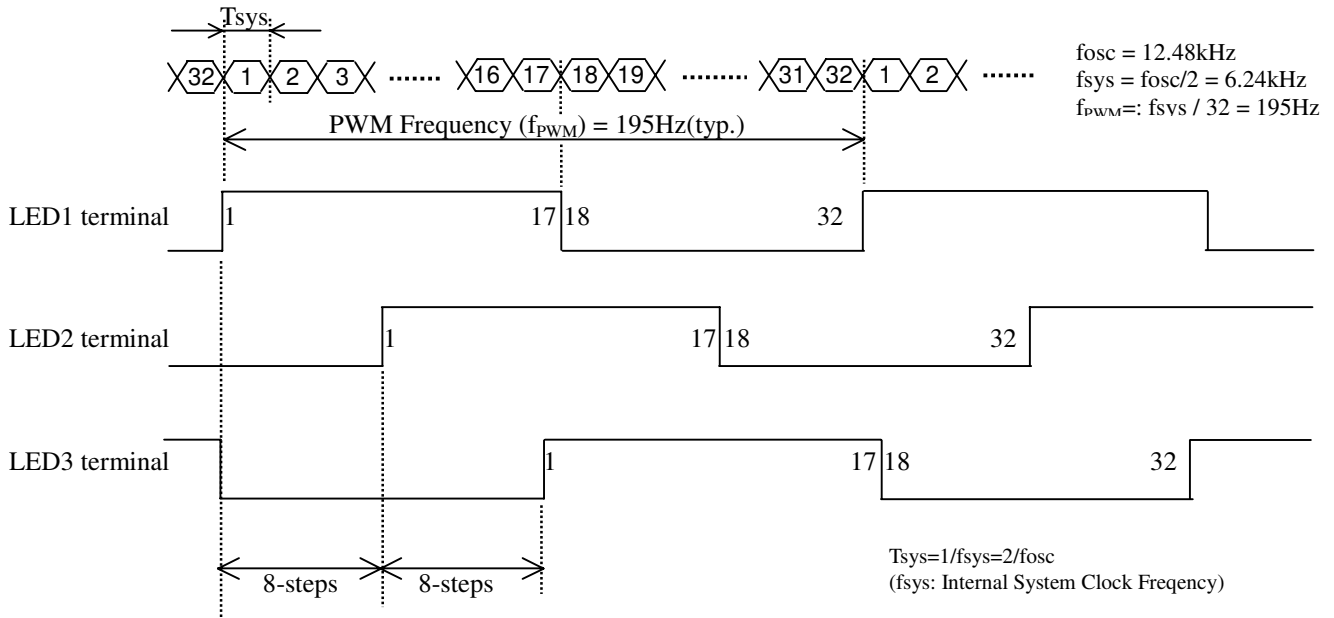 Tsys
32 1 2 3 16 17 18 19 31 32 1 2
fosc = 12.48kHz
fsys = fosc/2 = 6.24kHz
fPWM=: fsys / 32 = 195Hz
PWM Frequency (fPWM) = 195Hz(typ.)
LED1 terminal 1 17 18 32
LED2 terminal 1 17 18 32
LED3 terminal 1 17 18 32
8-steps 8-steps
Tsys=1/fsys=2/fosc
(fsys: Internal System Clock Freqency)